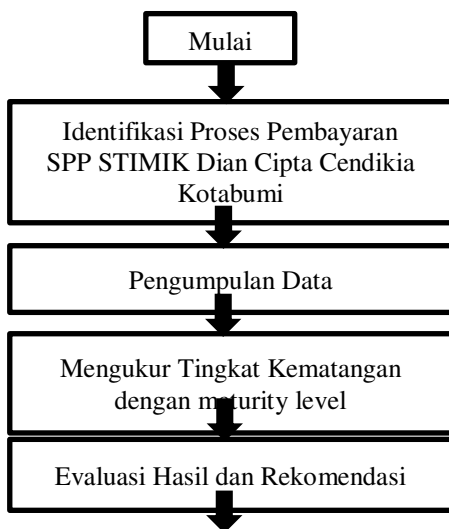 Mulai
Identifikasi Proses Pembayaran
SPP STIMIK Dian Cipta Cendikia
Kotabumi
Pengumpulan Data
Mengukur Tingkat Kematangan
dengan maturity level
Evaluasi Hasil dan Rekomendasi